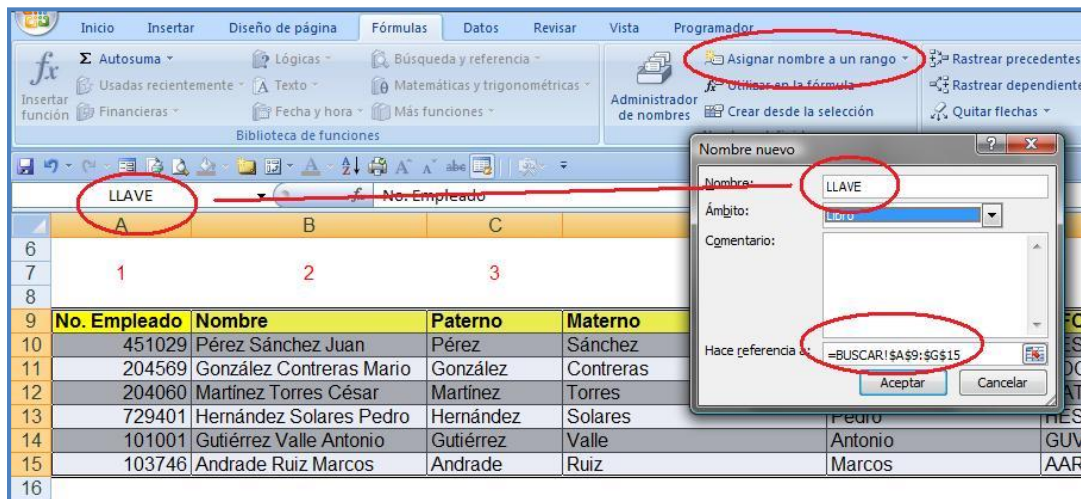 Inicio Insertar Diseño de página Fórmulas Datos Revisar Vista Programador
Σ Autosuma Lógicas Búsqueda y referencia Asignar nombre a un rango Rastrear precedentes
fx Usadas recientemente Texto Matemáticas y trigonométricas Utilizar en la fórmula Rastrear dependiente
Insertar función Financieras Fecha y hora Más funciones Administrador de nombres Crear desde la selección Quitar flechas
Biblioteca de funciones
Nombre nuevo
LLAVE fx No. Empleado
Nombre: LLAVE
Ámbito: Libro
Comentario:
Hace referencia a: =BUSCAR!$A$9:$G$15
Aceptar Cancelar
A B C
6
7 1 2 3
8
9 No. Empleado Nombre Paterno Materno
10 451029 Pérez Sánchez Juan Pérez Sánchez
11 204569 González Contreras Mario González Contreras
12 204060 Martínez Torres César Martínez Torres
13 729401 Hernández Solares Pedro Hernández Solares Pedro
14 101001 Gutiérrez Valle Antonio Gutiérrez Valle Antonio GUV
15 103746 Andrade Ruiz Marcos Andrade Ruiz Marcos AAR
16